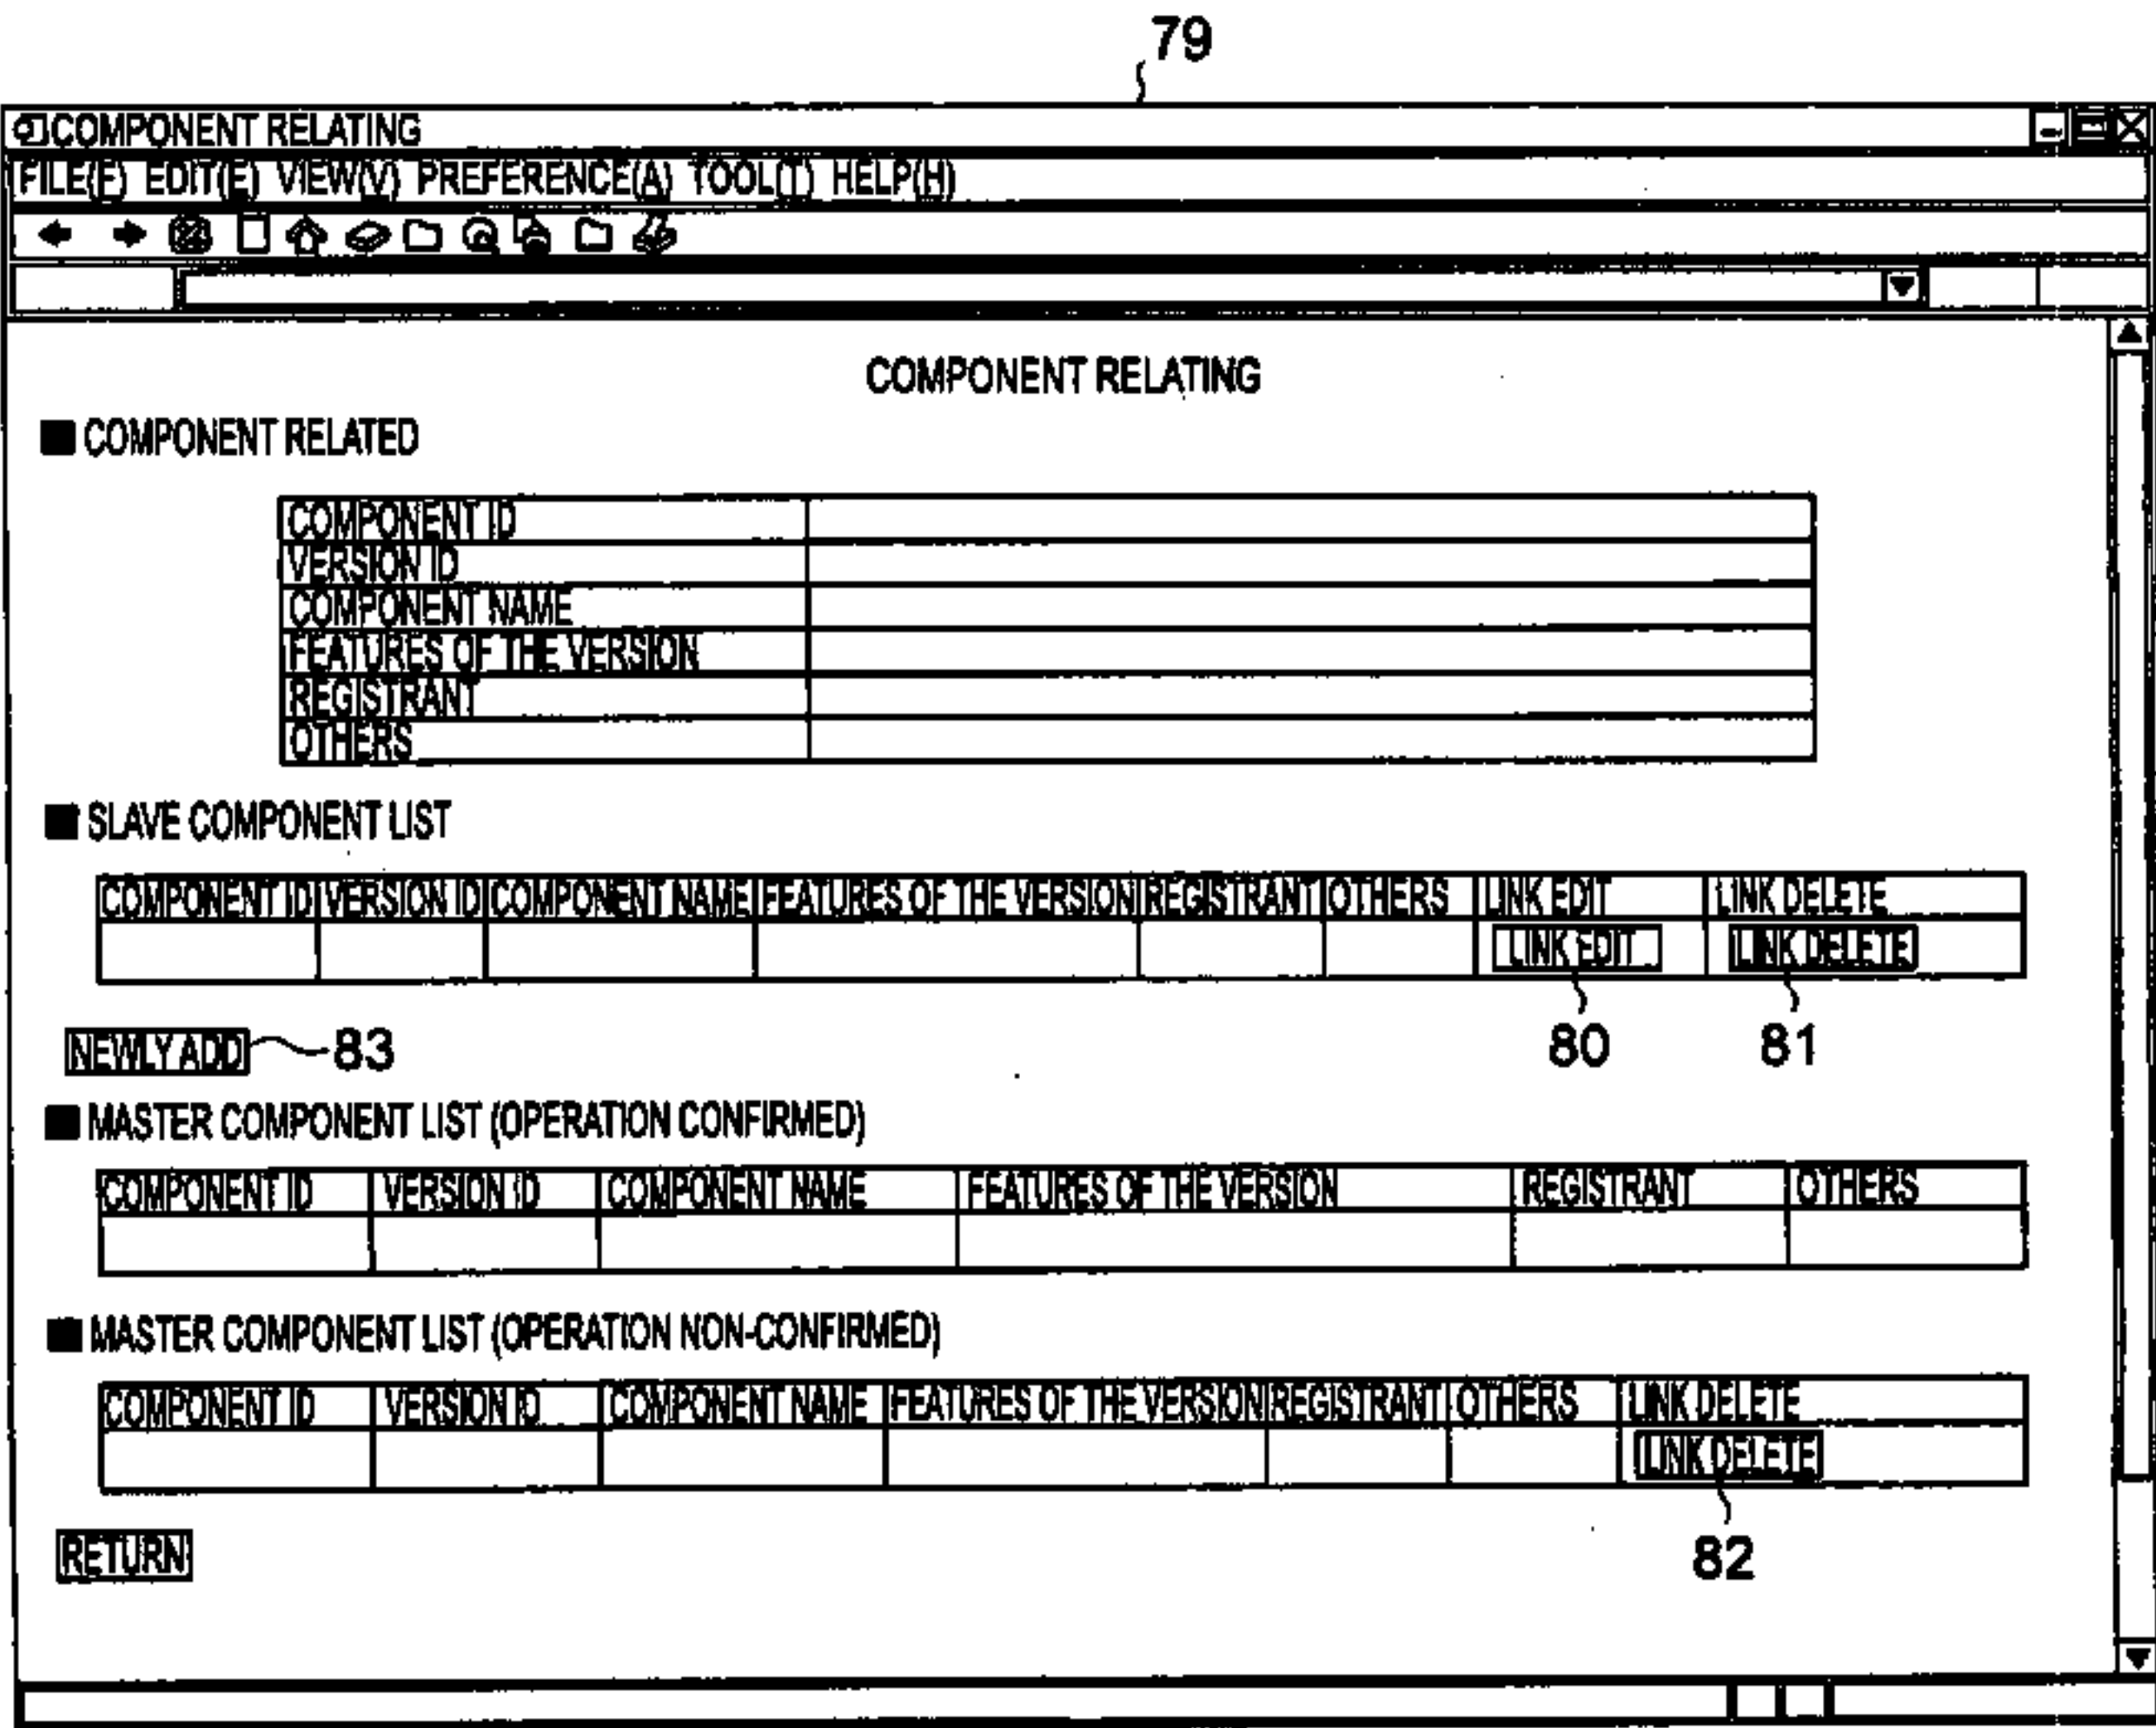 79
COMPONENT RELATING
FILE(F) EDIT(E) VIEW(V) PREFERENCE(A) TOOL(T) HELP(H)
COMPONENT RELATING
COMPONENT RELATED
COMPONENT ID
VERSION ID
COMPONENT NAME
FEATURES OF THE VERSION
REGISTRANT
OTHERS
SLAVE COMPONENT LIST
COMPONENT ID VERSION ID COMPONENT NAME FEATURES OF THE VERSION REGISTRANT OTHERS LINK EDIT LINK DELETE
LINK EDIT LINK DELETE
80 81
NEWLY ADD 83
MASTER COMPONENT LIST (OPERATION CONFIRMED)
COMPONENT ID VERSION ID COMPONENT NAME FEATURES OF THE VERSION REGISTRANT OTHERS
MASTER COMPONENT LIST (OPERATION NON-CONFIRMED)
COMPONENT ID VERSION ID COMPONENT NAME FEATURES OF THE VERSION REGISTRANT OTHERS LINK DELETE
LINK DELETE
82
RETURN